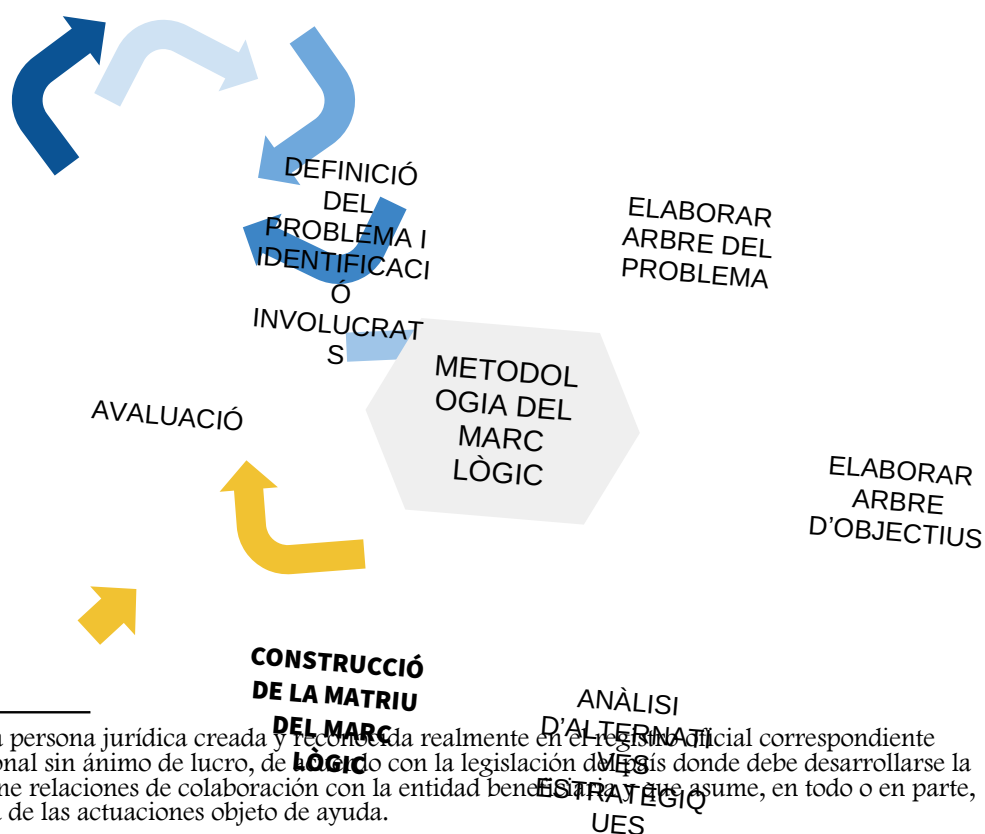 DEFINICIÓ
DEL
PROBLEMA I
IDENTIFICACI
Ó
INVOLUCRAT
S
ELABORAR
ARBRE DEL
PROBLEMA
METODOL
OGIA DEL
MARC
LÒGIC
AVALUACIÓ
ELABORAR
ARBRE
D’OBJECTIUS
CONSTRUCCIÓ
DE LA MATRIU
DEL MARC
LÒGIC
ANÀLISI
D’ALTERNATI
VES
ESTRATÈGIQ
UES
persona jurídica creada y reconocida realmente en el registro oficial correspondiente
onal sin ánimo de lucro, de acuerdo con la legislación del país donde debe desarrollarse la
ne relaciones de colaboración con la entidad beneficiaria y que asume, en todo o en parte,
de las actuaciones objeto de ayuda.